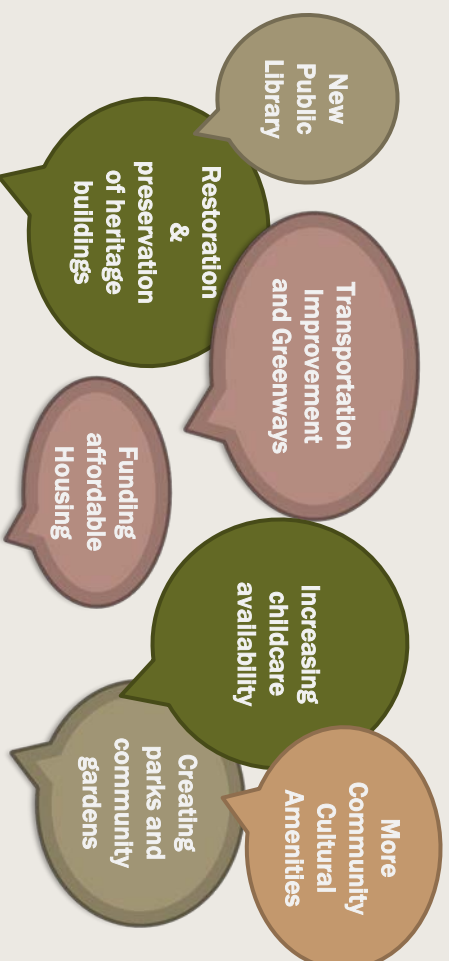 New
Public
Library
Transportation
Improvement
and Greenways
Restoration
&
preservation
of heritage
buildings
Increasing
childcare
availability
Funding
affordable
Housing
More
Community
Cultural
Amenities
Creating
parks and
community
gardens